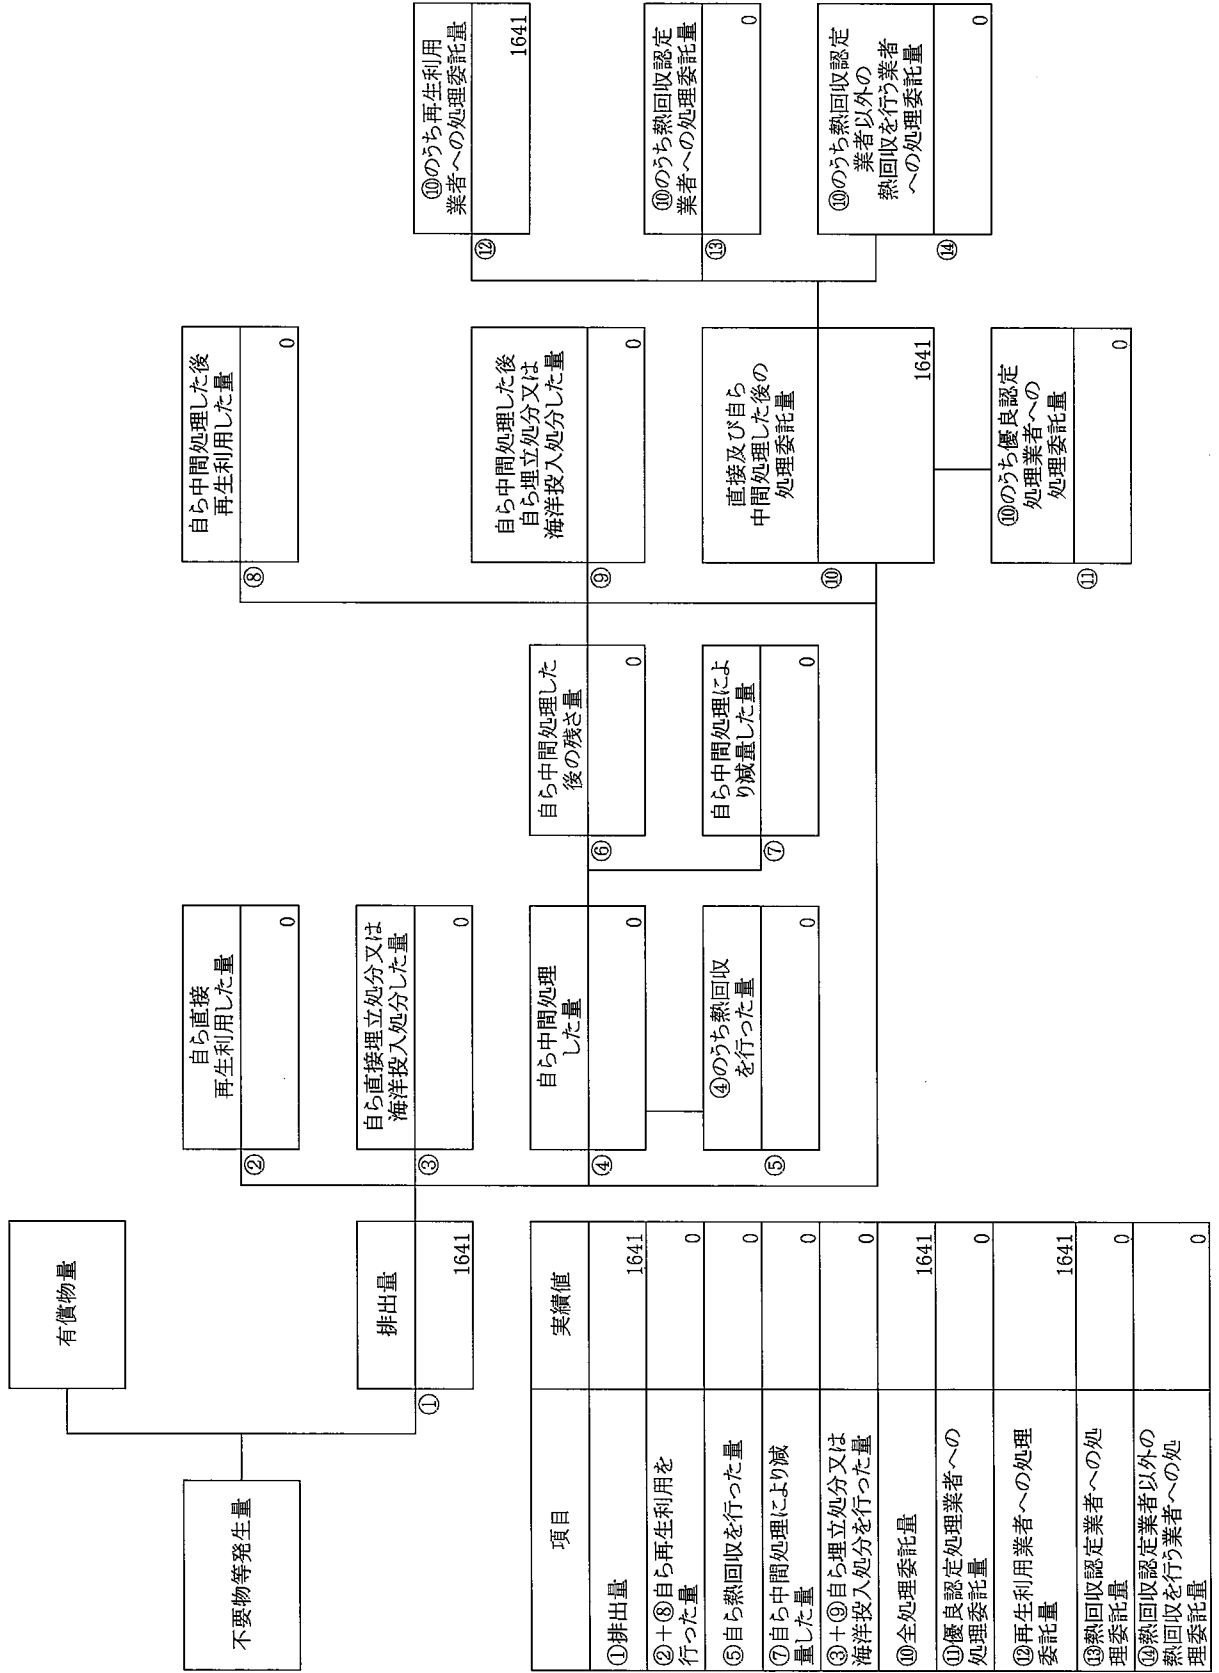 不要物等発生量
有償物量
①
排出量
1641
②
自ら直接
再生利用した量
0
③
自ら直接埋立処分又は
海洋投入処分した量
0
④
自ら中間処理
した量
0
⑤
④のうち熱回収
を行った量
0
⑥
自ら中間処理した
後の残さ量
0
⑦
自ら中間処理によ
り減量した量
0
⑧
自ら中間処理した後
再生利用した量
0
⑨
自ら中間処理した後
自ら埋立処分又は
海洋投入処分した量
0
⑩
直接及び自ら
中間処理した後の
処理委託量
1641
⑪
⑩のうち優良認定
処理業者への
処理委託量
0
⑫
⑩のうち再生利用
業者への処理委託量
1641
⑬
⑩のうち熱回収認定
業者への処理委託量
0
⑭
⑩のうち熱回収認定
業者以外の
熱回収を行う業者
への処理委託量
0
項目
実績値
①排出量
1641
②+⑧自ら再生利用を
行った量
0
⑤自ら熱回収を行った量
0
⑦自ら中間処理により減
量した量
0
③+⑨自ら埋立処分又は
海洋投入処分を行った量
0
⑩全処理委託量
1641
⑪優良認定処理業者への
処理委託量
0
⑫再生利用業者への処理
委託量
1641
⑬熱回収認定業者への処
理委託量
0
⑭熱回収認定業者以外の
熱回収を行う業者への処
理委託量
0